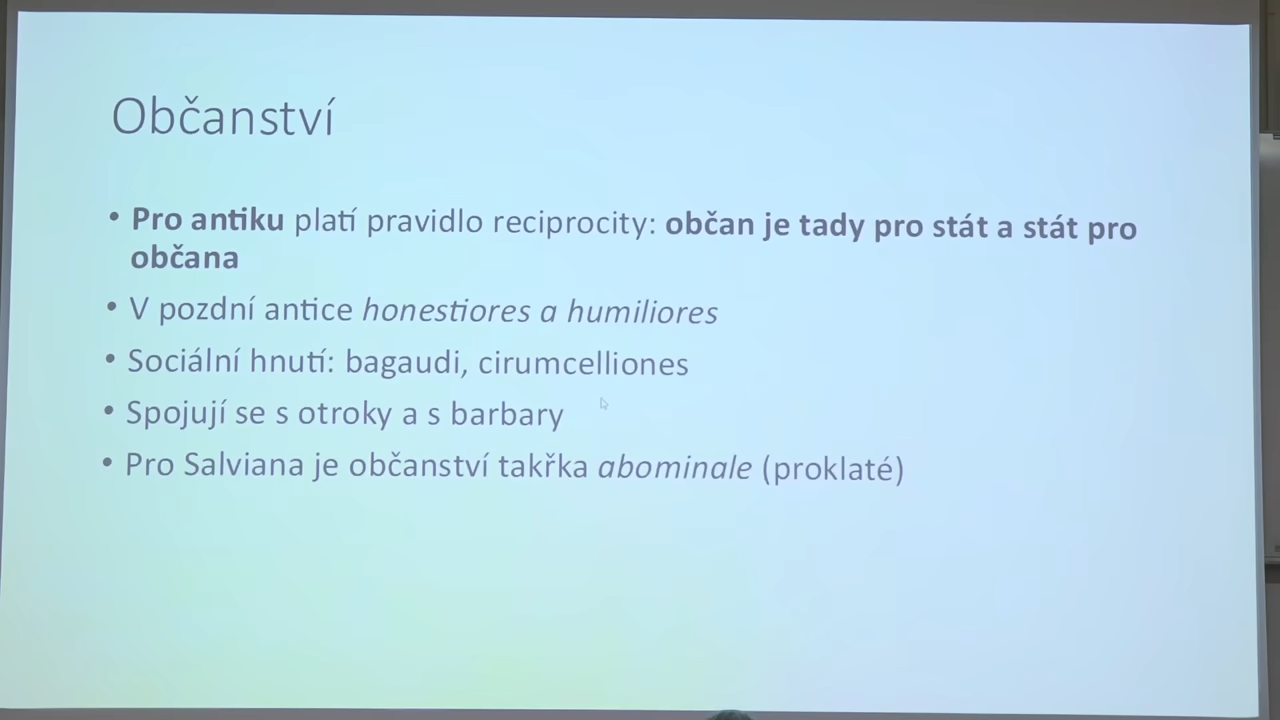 Občanství
• Pro antiku platí pravidlo reciprocity: občan je tady pro stát a stát pro
občana
• V pozdní antice honestiores a humiliores
• Sociální hnutí: bagaudi, cirumcelliones
• Spojují se s otroky a s barbary
• Pro Salviana je občanství takřka abominale (proklaté)